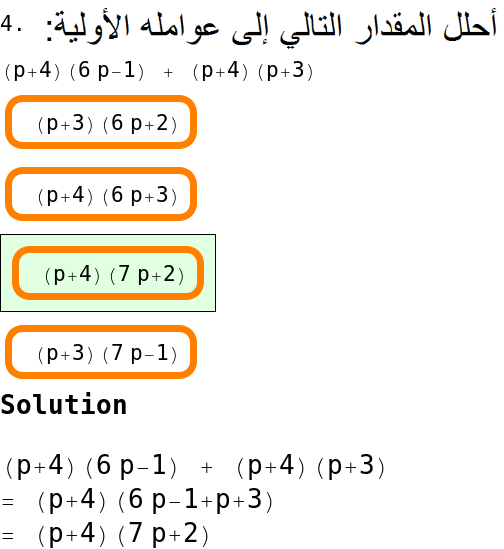 4. أحلل المقدار التالي إلى عوامله الأولية:
(p+4)(6p−1) + (p+4)(p+3)
(p+3)(6p+2)
(p+4)(6p+3)
(p+4)(7p+2)
(p+3)(7p−1)
Solution
(p+4)(6p−1) + (p+4)(p+3)
= (p+4)(6p−1+p+3)
= (p+4)(7p+2)